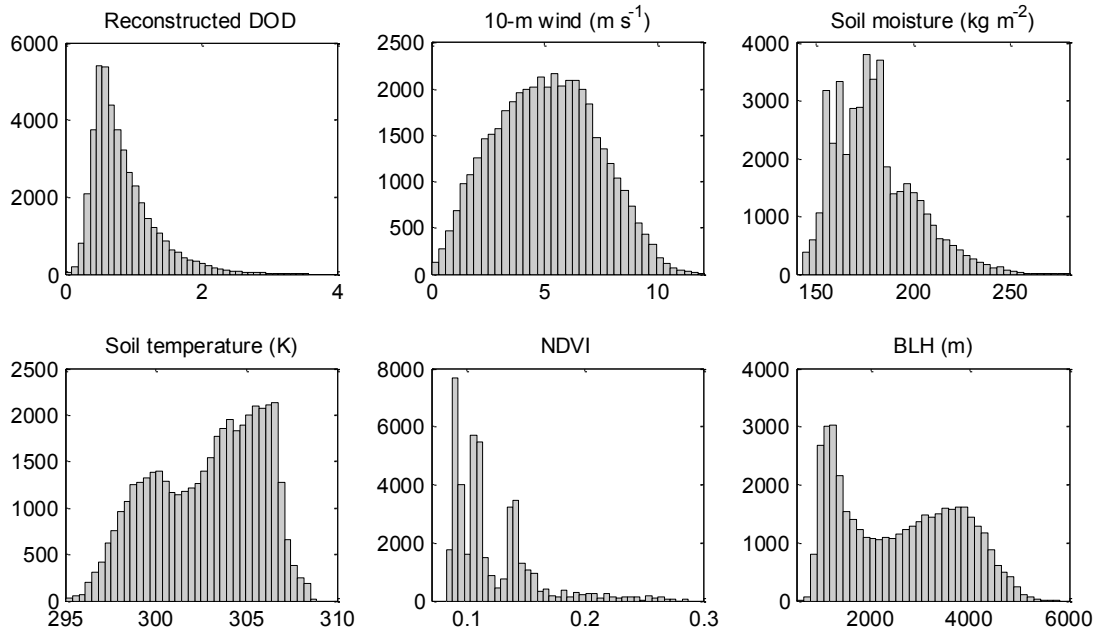 Reconstructed DOD
10-m wind (m s-1)
Soil moisture (kg m-2)
6000
4000
2000
0
0 2 4
2500
2000
1500
1000
500
0
0 5 10
4000
3000
2000
1000
0
150 200 250
Soil temperature (K)
NDVI
BLH (m)
2500
2000
1500
1000
500
0
295 300 305 310
8000
6000
4000
2000
0
0.1 0.2 0.3
4000
3000
2000
1000
0
2000 4000 6000